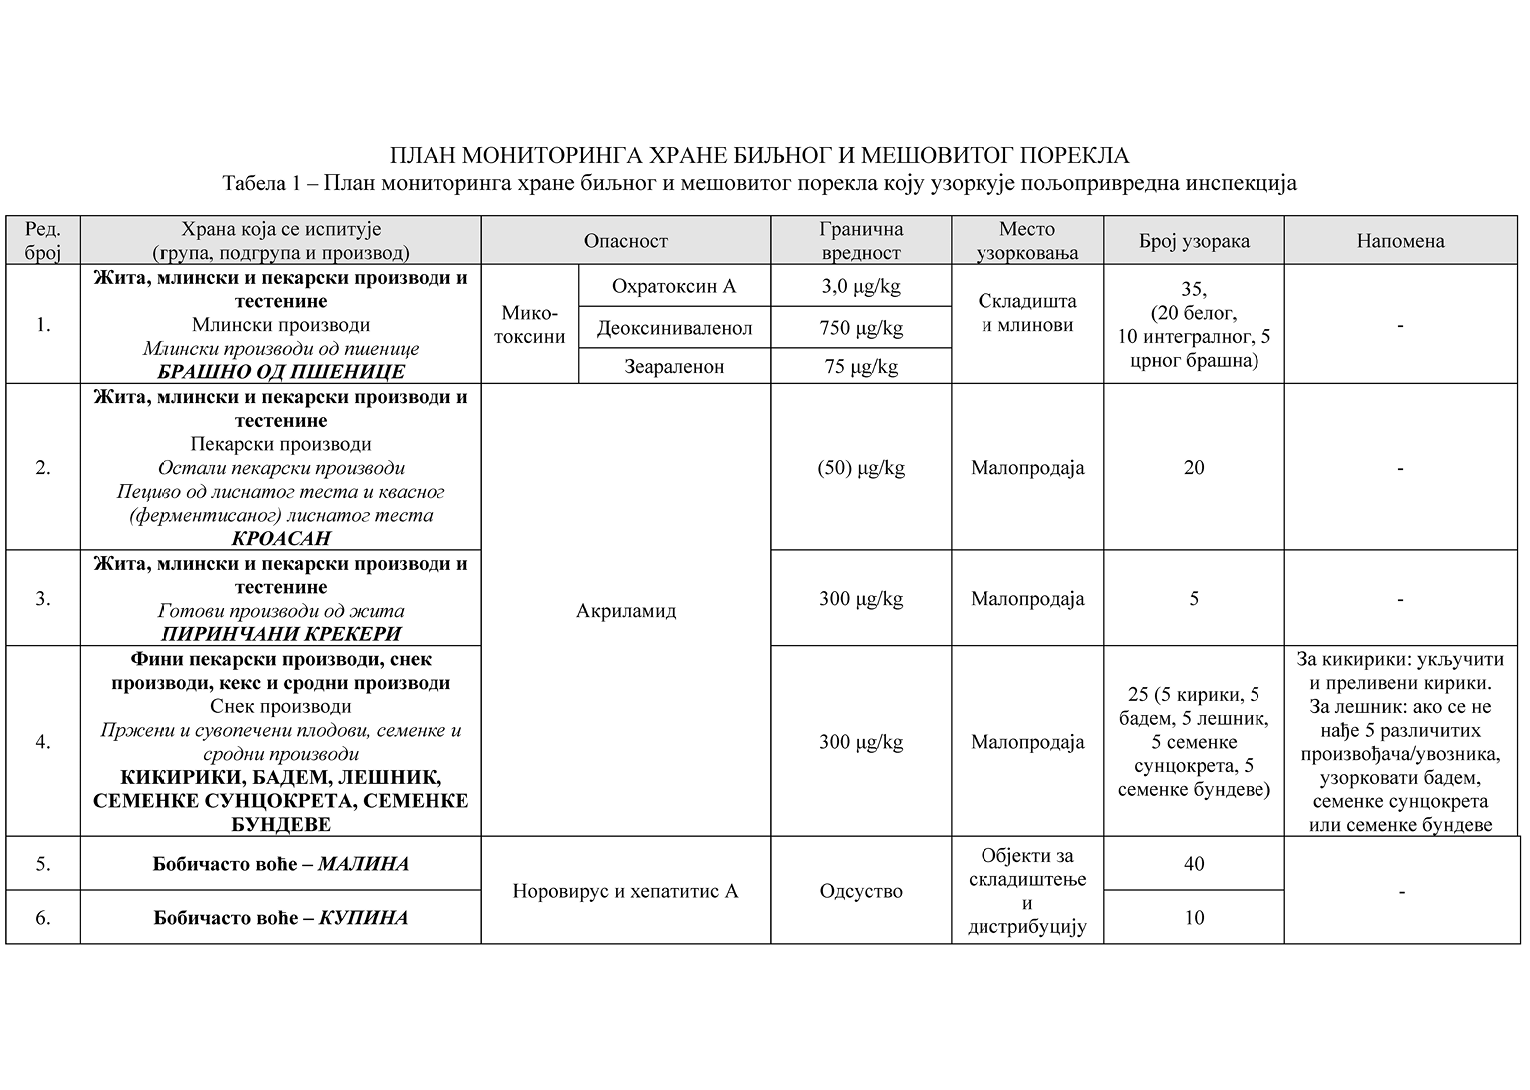 ПЛАН МОНИТОРИНГА ХРАНЕ БИЉНОГ И МЕШОВИТОГ ПОРЕКЛА
Табела 1 – План мониторинга хране биљног и мешовитог порекла коју узоркује пољопривредна инспекција
Ред.
број
Храна која се испитује
(група, подгрупа и производ)
Опасност
Гранична
вредност
Место
узорковања
Број узорака
Напомена
1.
Жита, млински и пекарски производи и
тестенине
Млински производи
Млински производи од пшенице
БРАШНО ОД ПШЕНИЦЕ
Мико-
токсини
Охратоксин А
3,0 μg/kg
Деоксиниваленол
750 μg/kg
Зеараленон
75 μg/kg
Складишта
и млинови
35,
(20 белог,
10 интегралног, 5
црног брашна)
-
2.
Жита, млински и пекарски производи и
тестенине
Пекарски производи
Остали пекарски производи
Пециво од лиснатог теста и квасног
(ферментисаног) лиснатог теста
КРОАСАН
Акриламид
(50) μg/kg
Малопродаја
20
-
3.
Жита, млински и пекарски производи и
тестенине
Готови производи од жита
ПИРИНЧАНИ КРЕКЕРИ
300 μg/kg
Малопродаја
5
-
4.
Фини пекарски производи, снек
производи, кекс и сродни производи
Снек производи
Пржени и сувопечени плодови, семенке и
сродни производи
КИКИРИКИ, БАДЕМ, ЛЕШНИК,
СЕМЕНКЕ СУНЦОКРЕТА, СЕМЕНКЕ
БУНДЕВЕ
300 μg/kg
Малопродаја
25 (5 кирики, 5
бадем, 5 лешник,
5 семенке
сунцокрета, 5
семенке бундеве)
За кикирики: укључити
и преливени кирики.
За лешник: ако се не
нађе 5 различитих
произвођача/увозника,
узорковати бадем,
семенке сунцокрета
или семенке бундеве
5.
Бобичасто воће – МАЛИНА
Норовирус и хепатитис А
Одсуство
Објекти за
складиштење
и
дистрибуцију
40
-
6.
Бобичасто воће – КУПИНА
10